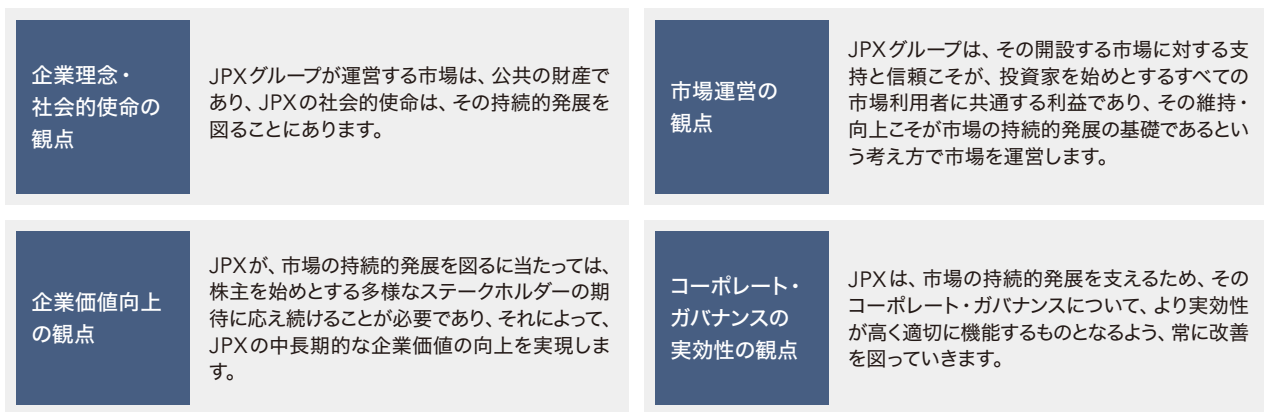 企業理念・
社会的使命の
観点
JPXグループが運営する市場は、公共の財産で
あり、JPXの社会的使命は、その持続的発展を
図ることにあります。
市場運営の
観点
JPXグループは、その開設する市場に対する支
持と信頼こそが、投資家を始めとするすべての
市場利用者に共通する利益であり、その維持・
向上こそが市場の持続的発展の基礎であるとい
う考え方で市場を運営します。
企業価値向上
の観点
JPXが、市場の持続的発展を図るに当たっては、
株主を始めとする多様なステークホルダーの期
待に応え続けることが必要であり、それによって、
JPXの中長期的な企業価値の向上を実現しま
す。
コーポレート・
ガバナンスの
実効性の観点
JPXは、市場の持続的発展を支えるため、その
コーポレート・ガバナンスについて、より実効性
が高く適切に機能するものとなるよう、常に改善
を図っていきます。